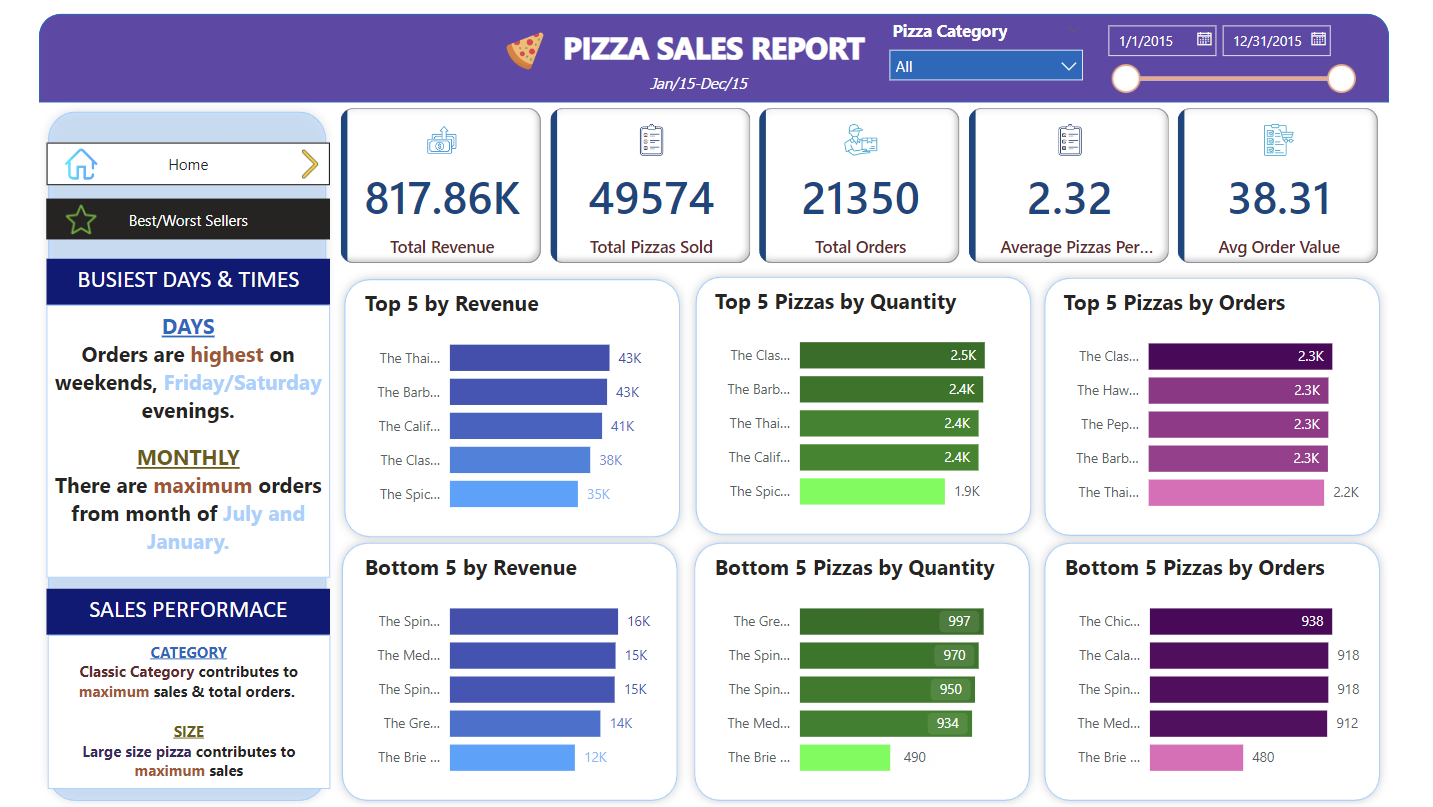 PIZZA SALES REPORT
Jan/15-Dec/15
Pizza Category
All
1/1/2015
12/31/2015
Home
Best/Worst Sellers
BUSIEST DAYS & TIMES
DAYS
Orders are highest on
weekends, Friday/Saturday
evenings.
MONTHLY
There are maximum orders
from month of July and
January.
SALES PERFORMACE
CATEGORY
Classic Category contributes to
maximum sales & total orders.
SIZE
Large size pizza contributes to
maximum sales
817.86K
Total Revenue
49574
Total Pizzas Sold
21350
Total Orders
2.32
Average Pizzas Per...
38.31
Avg Order Value
Top 5 by Revenue
The Thai... 43K
The Barb... 43K
The Calif... 41K
The Clas... 38K
The Spic... 35K
Top 5 Pizzas by Quantity
The Clas... 2.5K
The Barb... 2.4K
The Thai... 2.4K
The Calif... 2.4K
The Spic... 1.9K
Top 5 Pizzas by Orders
The Clas... 2.3K
The Haw... 2.3K
The Pep... 2.3K
The Barb... 2.3K
The Thai... 2.2K
Bottom 5 by Revenue
The Spin... 16K
The Med... 15K
The Spin... 15K
The Gre... 14K
The Brie ... 12K
Bottom 5 Pizzas by Quantity
The Gre... 997
The Spin... 970
The Spin... 950
The Med... 934
The Brie ... 490
Bottom 5 Pizzas by Orders
The Chic... 938
The Cala... 918
The Spin... 918
The Med... 912
The Brie ... 480